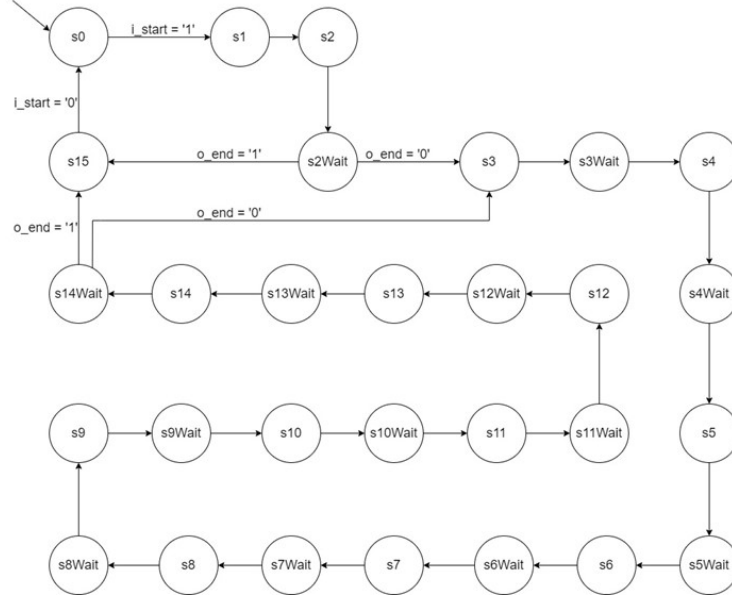 s0
i_start = '1'
s1
s2
i_start = '0'
s15
o_end = '1'
s2Wait
o_end = '0'
s3
s3Wait
s4
o_end = '1'
o_end = '0'
s14Wait
s14
s13Wait
s13
s12Wait
s12
s4Wait
s9
s9Wait
s10
s10Wait
s11
s11Wait
s5
s8Wait
s8
s7Wait
s7
s6Wait
s6
s5Wait